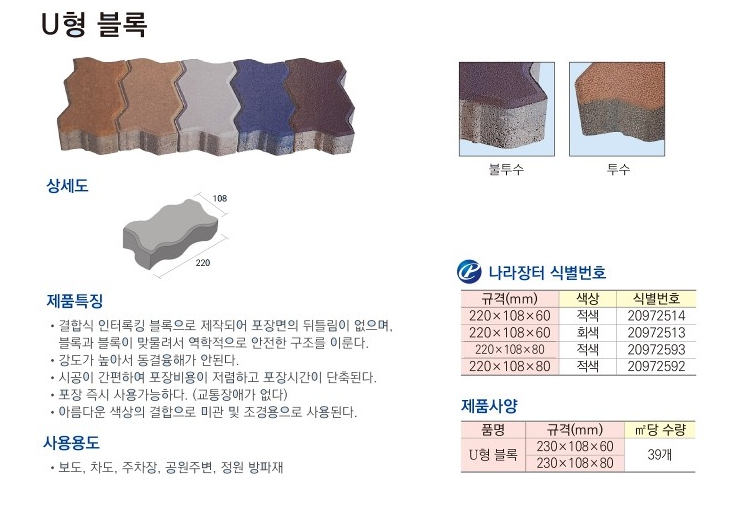 U형 블록
불투수
투수
상세도
108
220
제품특징
• 결합식 인터록킹 블록으로 제작되어 포장면의 뒤틀림이 없으며,
블록과 블록이 맞물려서 역학적으로 안전한 구조를 이룬다.
• 강도가 높아서 동결융해가 안된다.
• 시공이 간편하여 포장비용이 저렴하고 포장시간이 단축된다.
• 포장 즉시 사용가능하다. (교통장애가 없다)
• 아름다운 색상의 결합으로 미관 및 조경용으로 사용된다.
사용용도
• 보도, 차도, 주차장, 공원주변, 정원 방파재
나라장터 식별번호
규격(mm) 색상 식별번호
220×108×60 적색 20972514
220×108×60 회색 20972513
220×108×80 적색 20972593
220×108×80 적색 20972592
제품사양
품명 규격(mm) ㎡당 수량
U형 블록 230×108×60 39개
230×108×80